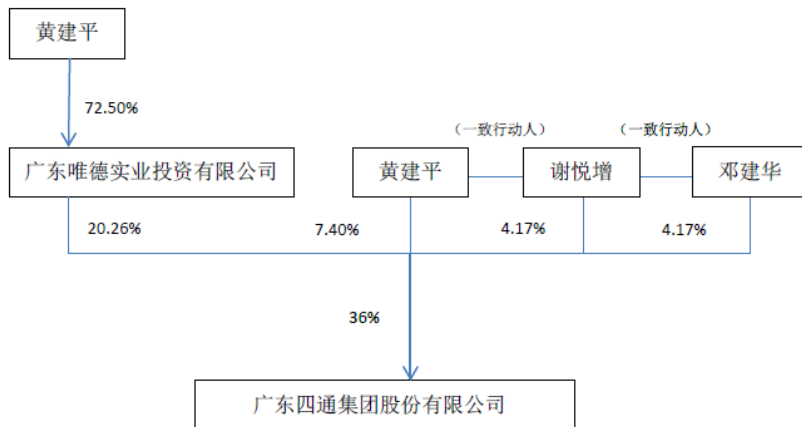 黄建平
72.50%
（一致行动人）
（一致行动人）
广东唯德实业投资有限公司
黄建平
谢悦增
邓建华
20.26%
7.40%
4.17%
4.17%
36%
广东四通集团股份有限公司